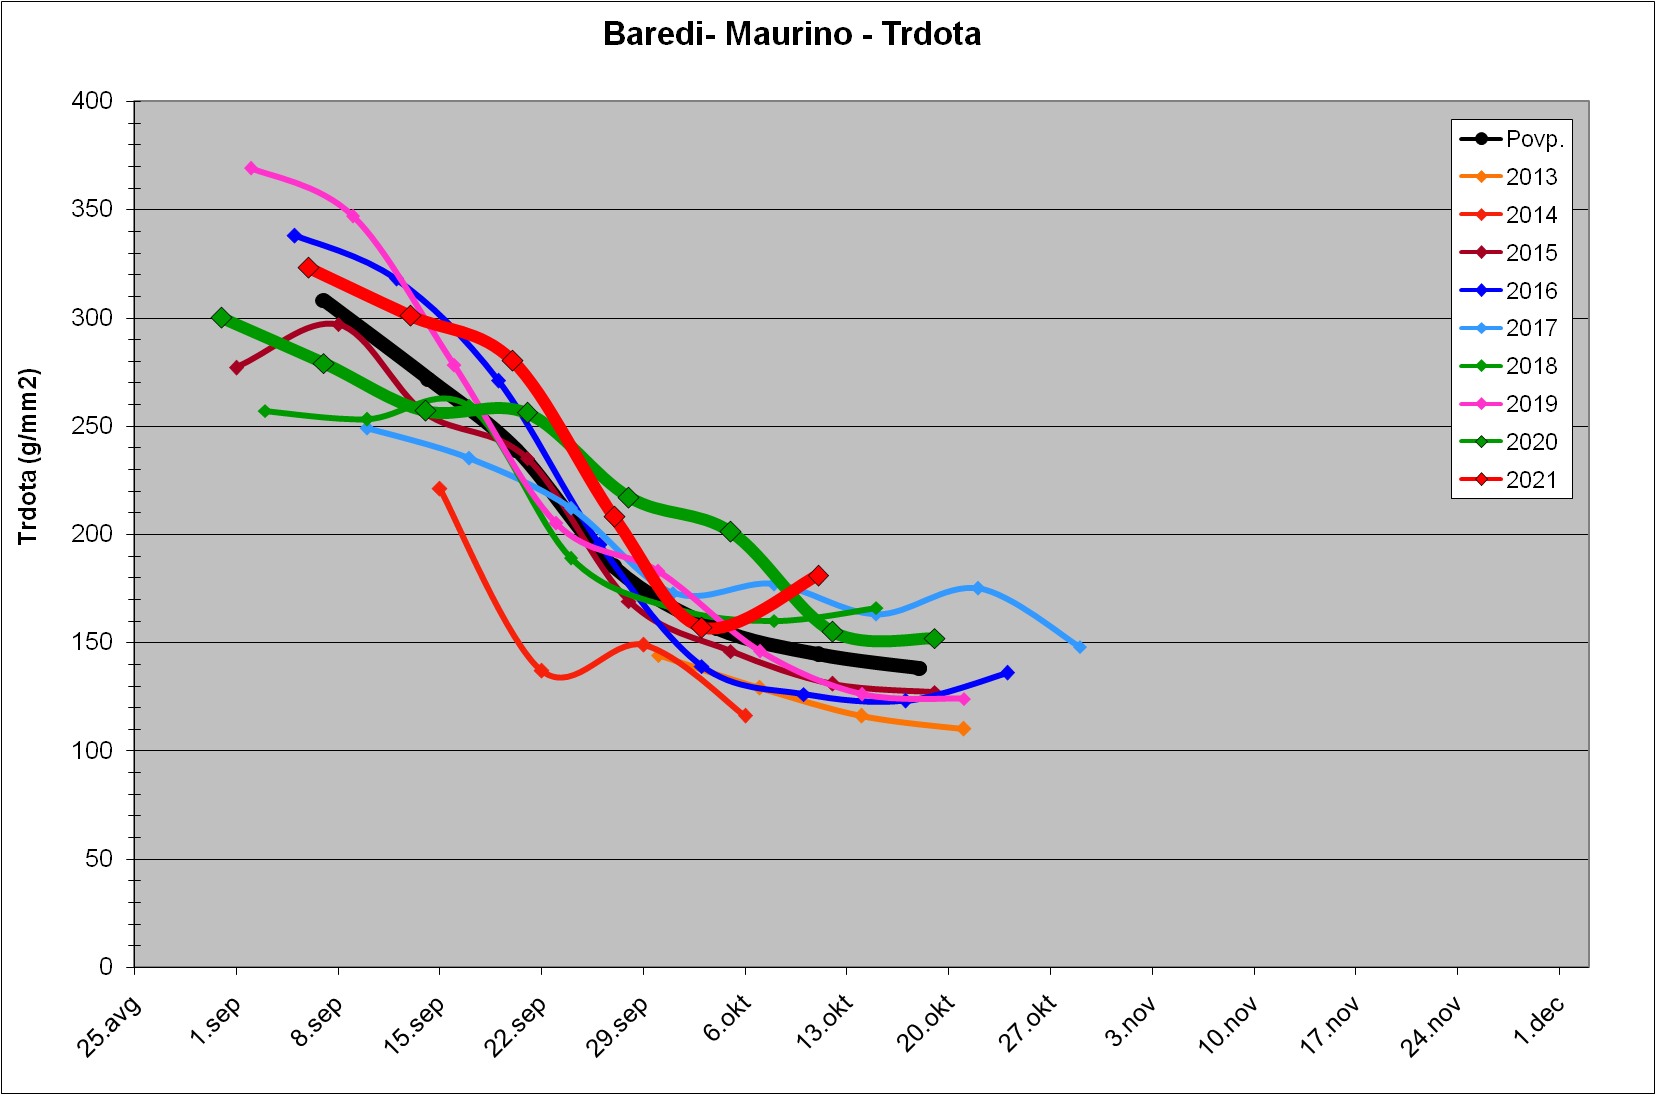 Baredi- Maurino - Trdota
400
350
300
250
200
150
100
50
0
Trdota (g/mm2)
Povp.
2013
2014
2015
2016
2017
2018
2019
2020
2021
25.avg
1.sep
8.sep
15.sep
22.sep
29.sep
6.okt
13.okt
20.okt
27.okt
3.nov
10.nov
17.nov
24.nov
1.dec